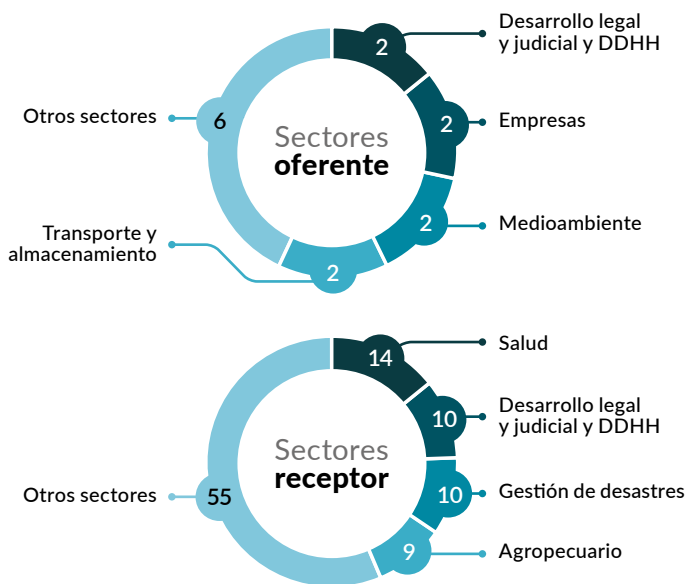 Desarrollo legal
y judicial y DDHH
2
Otros sectores
6
Sectores
oferente
2
Empresas
2
Medioambiente
Transporte y
almacenamiento
2
14
Salud
Desarrollo legal
y judicial y DDHH
10
Sectores
receptor
Otros sectores
55
10
Gestión de desastres
9
Agropecuario